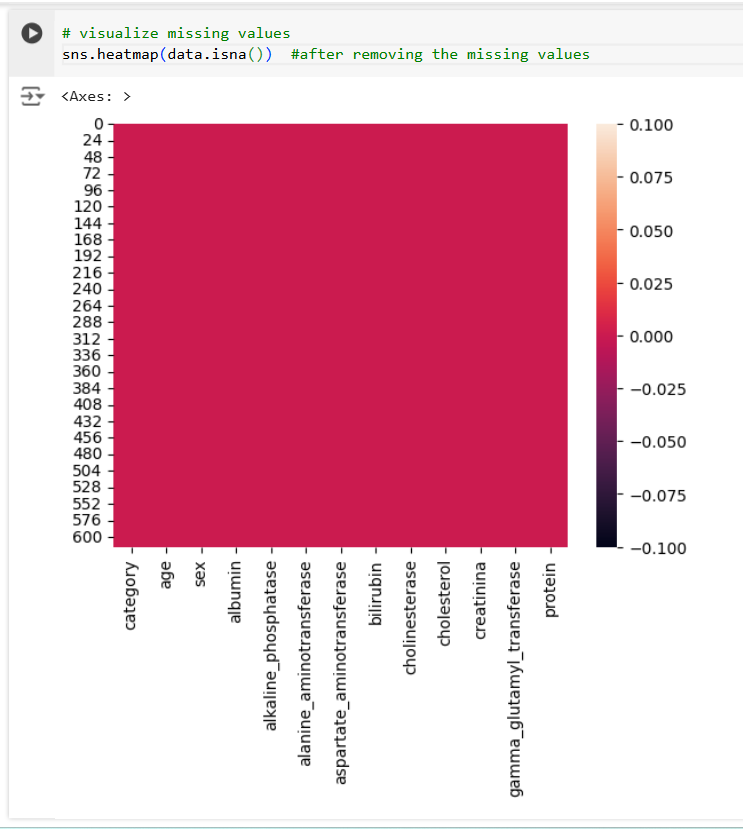 # visualize missing values
sns.heatmap(data.isna())  #after removing the missing values
<Axes: >
0
24
48
72
96
120
144
168
192
216
240
264
288
312
336
360
384
408
432
456
480
504
528
552
576
600
0.100
0.075
0.050
0.025
0.000
−0.025
−0.050
−0.075
−0.100
category
age
sex
albumin
alkaline_phosphatase
alanine_aminotransferase
aspartate_aminotransferase
bilirubin
cholinesterase
cholesterol
creatinina
gamma_glutamyl_transferase
protein